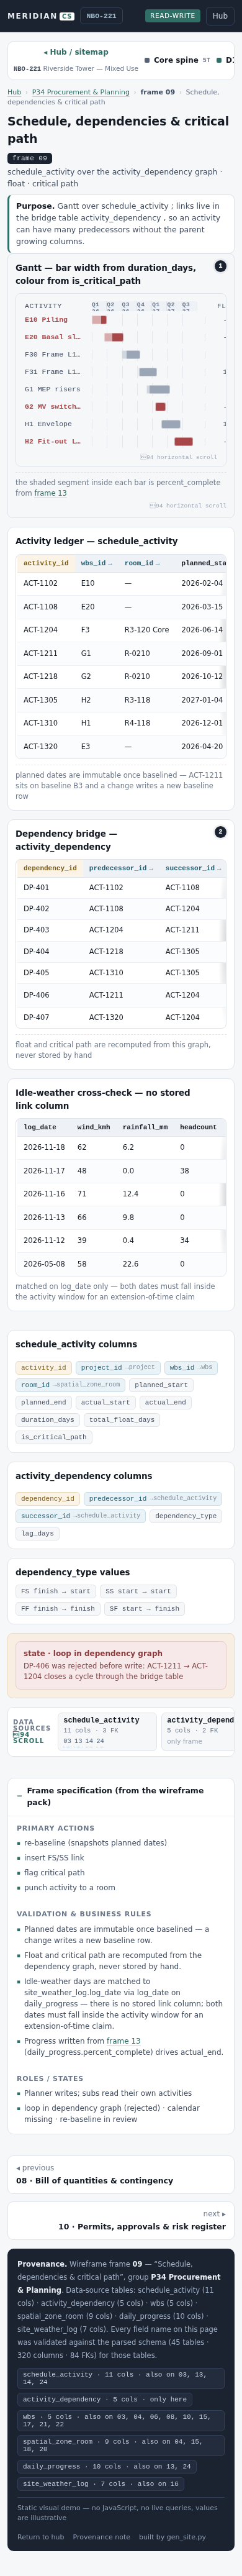 MERIDIAN CS NBO-221 READ-WRITE Hub
◂ Hub / sitemap
NBO-221 Riverside Tower — Mixed Use
Core spine
Hub › P34 Procurement & Planning › frame 09 › Schedule,
dependencies & critical path
Schedule, dependencies & critical
path
frame 09
schedule_activity over the activity_dependency graph ·
float · critical path
Purpose. Gantt over schedule_activity ; links live in the
bridge table activity_dependency , so an activity
can have many predecessors without the parent
growing columns.
Gantt — bar width from duration_days,
colour from is_critical_path
1
ACTIVITY Q1 Q2 Q3 Q4 Q1 Q2 Q3 FL
E10 Piling
E20 Basal sl…
F30 Frame L1…
F31 Frame L1…
G1 MEP risers
G2 MV switch…
H1 Envelope
H2 Fit-out L…
94 horizontal scroll
the shaded segment inside each bar is percent_complete
from frame 13
94 horizontal scroll
Activity ledger — schedule_activity
activity_id wbs_id→ room_id→ planned_sta
ACT-1102 E10 — 2026-02-04
ACT-1108 E20 — 2026-03-15
ACT-1204 F3 R3-120 Core 2026-06-14
ACT-1211 G1 R-0210 2026-09-01
ACT-1218 G2 R-0210 2026-10-12
ACT-1305 H2 R3-118 2027-01-04
ACT-1310 H1 R4-118 2026-12-01
ACT-1320 E3 — 2026-04-20
planned dates are immutable once baselined — ACT-1211
sits on baseline B3 and a change writes a new baseline
row
Dependency bridge —
activity_dependency
2
dependency_id predecessor_id→ successor_id→
DP-401 ACT-1102 ACT-1108
DP-402 ACT-1108 ACT-1204
DP-403 ACT-1204 ACT-1211
DP-404 ACT-1218 ACT-1305
DP-405 ACT-1310 ACT-1305
DP-406 ACT-1211 ACT-1204
DP-407 ACT-1320 ACT-1204
float and critical path are recomputed from this graph,
never stored by hand
Idle-weather cross-check — no stored
link column
log_date wind_kmh rainfall_mm headcount
2026-11-18 62 6.2 0
2026-11-17 48 0.0 38
2026-11-16 71 12.4 0
2026-11-13 66 9.8 0
2026-11-12 39 0.4 34
2026-05-08 58 22.6 0
matched on log_date only — both dates must fall inside
the activity window for an extension-of-time claim
schedule_activity columns
activity_id project_id→project wbs_id→wbs
room_id→spatial_zone_room planned_start
planned_end actual_start actual_end
duration_days total_float_days
is_critical_path
activity_dependency columns
dependency_id predecessor_id→schedule_activity
successor_id→schedule_activity dependency_type
lag_days
dependency_type values
FS finish → start SS start → start
FF finish → finish SF start → finish
state · loop in dependency graph
DP-406 was rejected before write: ACT-1211 → ACT-
1204 closes a cycle through the bridge table
DATA
SOURCES
94
SCROLL
schedule_activity
11 cols · 3 FK
03 13 14 24
activity_depend
5 cols · 2 FK
only frame
– Frame specification (from the wireframe
pack)
PRIMARY ACTIONS
▪ re-baseline (snapshots planned dates)
▪ insert FS/SS link
▪ flag critical path
▪ punch activity to a room
VALIDATION & BUSINESS RULES
▪ Planned dates are immutable once baselined — a
change writes a new baseline row.
▪ Float and critical path are recomputed from the
dependency graph, never stored by hand.
▪ Idle-weather days are matched to
site_weather_log.log_date via log_date on
daily_progress — there is no stored link column; both
dates must fall inside the activity window for an
extension-of-time claim.
▪ Progress written from frame 13
(daily_progress.percent_complete) drives actual_end.
ROLES / STATES
▪ Planner writes; subs read their own activities
▪ loop in dependency graph (rejected) · calendar
missing · re-baseline in review
◂ previous
08 · Bill of quantities & contingency
next ▸
10 · Permits, approvals & risk register
Provenance. Wireframe frame 09 — “Schedule,
dependencies & critical path”, group P34 Procurement
& Planning. Data-source tables: schedule_activity (11
cols) · activity_dependency (5 cols) · wbs (5 cols) ·
spatial_zone_room (9 cols) · daily_progress (10 cols) ·
site_weather_log (7 cols). Every field name on this page
was validated against the parsed schema (45 tables ·
320 columns · 84 FKs) for those tables.
schedule_activity · 11 cols · also on 03, 13,
14, 24
activity_dependency · 5 cols · only here
wbs · 5 cols · also on 03, 04, 06, 08, 10, 15,
17, 21, 22
spatial_zone_room · 9 cols · also on 04, 15,
18, 20
daily_progress · 10 cols · also on 13, 24
site_weather_log · 7 cols · also on 16
Static visual demo — no JavaScript, no live queries, values
are illustrative
Return to hub Provenance note built by gen_site.py